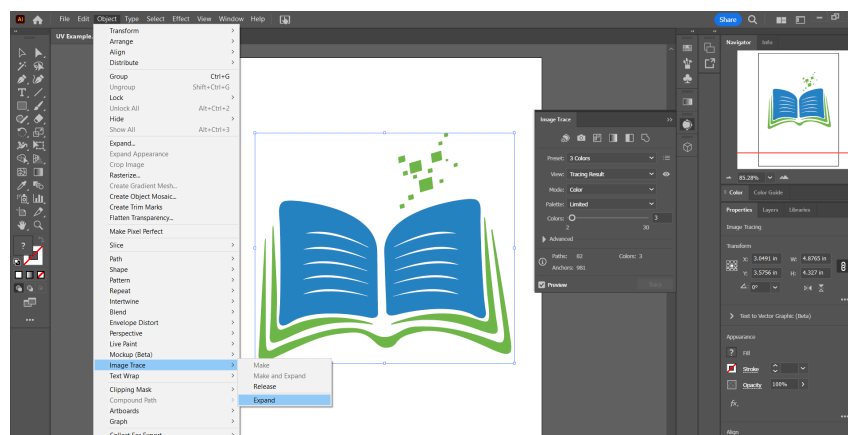 Ai File Edit Object Type Select Effect View Window Help Share
UV Example.
Transform
Arrange
Align
Distribute
Group Ctrl+G
Ungroup Shift+Ctrl+G
Lock
Unlock All Alt+Ctrl+2
Hide
Show All Alt+Ctrl+3
Expand...
Expand Appearance
Crop Image
Rasterize...
Create Gradient Mesh...
Create Object Mosaic...
Create Trim Marks
Flatten Transparency...
Make Pixel Perfect
Slice
Path
Shape
Pattern
Repeat
Intertwine
Blend
Envelope Distort
Perspective
Live Paint
Mockup (Beta)
Image Trace
Text Wrap
Clipping Mask
Compound Path
Artboards
Graph
Collect For Export
Make
Make and Expand
Release
Expand
Image Trace
Preset: 3 Colors
View: Tracing Result
Mode: Color
Palette: Limited
Colors: 3
2 30
Advanced
Paths: 82 Colors: 3
Anchors: 981
Preview Trace
Navigator Info
85.28%
Color Color Guide
Properties Layers Libraries
Image Tracing
Transform
X: 3.0491 in W: 4.8765 in
Y: 3.5756 in H: 4.327 in
0°
Text to Vector Graphic (Beta)
Appearance
? Fill
Stroke
Opacity 100%
fx.
Align